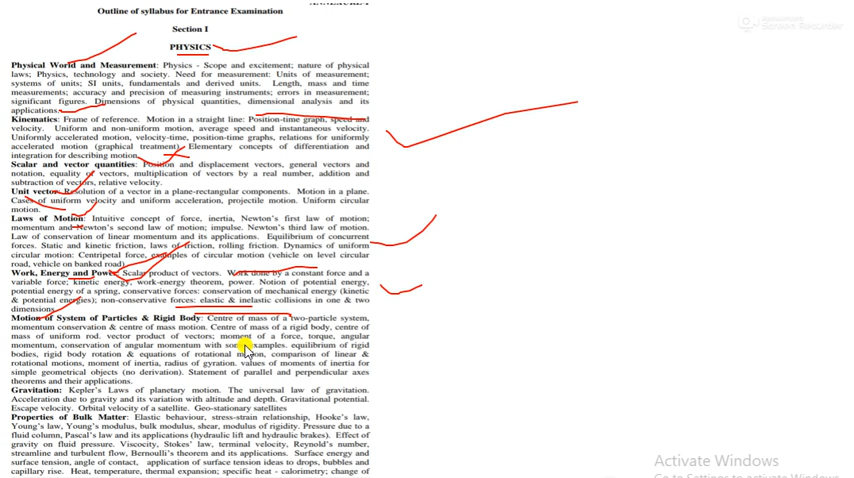 ANNEXURE-I
Outline of syllabus for Entrance Examination
Section I
PHYSICS
Physical World and Measurement: Physics - Scope and excitement; nature of physical
laws; Physics, technology and society. Need for measurement: Units of measurement;
systems of units; SI units, fundamental and derived units. Length, mass and time
measurements; accuracy and precision of measuring instruments; errors in measurement;
significant figures. Dimensions of physical quantities, dimensional analysis and its
applications.
Kinematics: Frame of reference. Motion in a straight line: Position-time graph, speed and
velocity. Uniform and non-uniform motion, average speed and instantaneous velocity.
Uniformly accelerated motion, velocity-time, position-time graphs, relations for uniformly
accelerated motion (graphical treatment). Elementary concepts of differentiation and
integration for describing motion.
Scalar and vector quantities: Position and displacement vectors, general vectors and
notation, equality of vectors, multiplication of vectors by a real number, addition and
subtraction of vectors, relative velocity.
Unit vector: Resolution of a vector in a plane-rectangular components. Motion in a plane.
Cases of uniform velocity and uniform acceleration, projectile motion. Uniform circular
motion.
Laws of Motion: Intuitive concept of force, inertia, Newton's first law of motion;
momentum and Newton's second law of motion; impulse. Newton's third law of motion.
Law of conservation of linear momentum and its applications. Equilibrium of concurrent
forces. Static and kinetic friction, laws of friction, rolling friction. Dynamics of uniform
circular motion: Centripetal force, examples of circular motion (vehicle on level circular
road, vehicle on banked road).
Work, Energy and Power: Scalar product of vectors. Work done by a constant force and a
variable force; kinetic energy, work-energy theorem, power. Notion of potential energy,
potential energy of a spring, conservative forces: conservation of mechanical energy (kinetic
& potential energies); non-conservative forces: elastic & inelastic collisions in one & two
dimensions.
Motion of System of Particles & Rigid Body: Centre of mass of a two-particle system,
momentum conservation & centre of mass motion. Centre of mass of a rigid body, centre of
mass of uniform rod. vector product of vectors; moment of a force, torque, angular
momentum, conservation of angular momentum with some examples. equilibrium of rigid
bodies, rigid body rotation & equations of rotational motion, comparison of linear &
rotational motions, moment of inertia, radius of gyration. values of moments of inertia for
simple geometrical objects (no derivation). Statement of parallel and perpendicular axes
theorems and their applications.
Gravitation: Kepler's Laws of planetary motion. The universal law of gravitation.
Acceleration due to gravity and its variation with altitude and depth. Gravitational potential.
Escape velocity. Orbital velocity of a satellite. Geo-stationary satellites
Properties of Bulk Matter: Elastic behaviour, stress-strain relationship, Hooke's law,
Young's law, Young's modulus, bulk modulus, shear, modulus of rigidity. Pressure due to a
fluid column, Pascal's law and its applications (hydraulic lift and hydraulic brakes). Effect of
gravity on fluid pressure. Viscosity, Stokes' law, terminal velocity, Reynold's number,
streamline and turbulent flow, Bernoulli's theorem and its applications. Surface energy and
surface tension, angle of contact, application of surface tension ideas to drops, bubbles and
capillary rise. Heat, temperature, thermal expansion; specific heat - calorimetry; change of
Screen Recorder
Activate Windows
Go to Settings to activate Windows